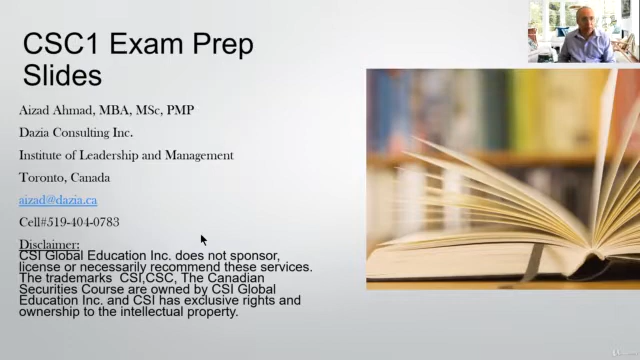 CSC1 Exam Prep
Slides
Aizad Ahmad, MBA, MSc, PMP
Dazia Consulting Inc.
Institute of Leadership and Management
Toronto, Canada
aizad@dazia.ca
Cell#519-404-0783
Disclaimer:
CSI Global Education Inc. does not sponsor,
license or necessarily recommend these services.
The trademarks CSI,CSC, The Canadian
Securities Course are owned by CSI Global
Education Inc. and CSI has exclusive rights and
ownership to the intellectual property.